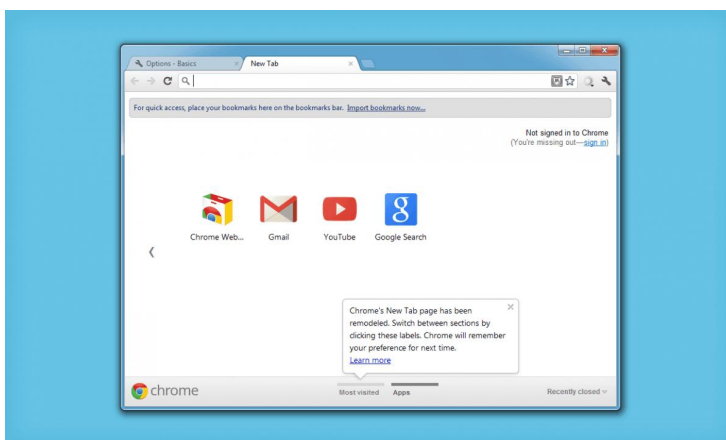 Options - Basics
New Tab
For quick access, place your bookmarks here on the bookmarks bar. Import bookmarks now...
Not signed in to Chrome
(You're missing out—sign in)
Chrome Web...
Gmail
YouTube
Google Search
Chrome's New Tab page has been
remodeled. Switch between sections by
clicking these labels. Chrome will remember
your preference for next time.
Learn more
chrome
Most visited
Apps
Recently closed